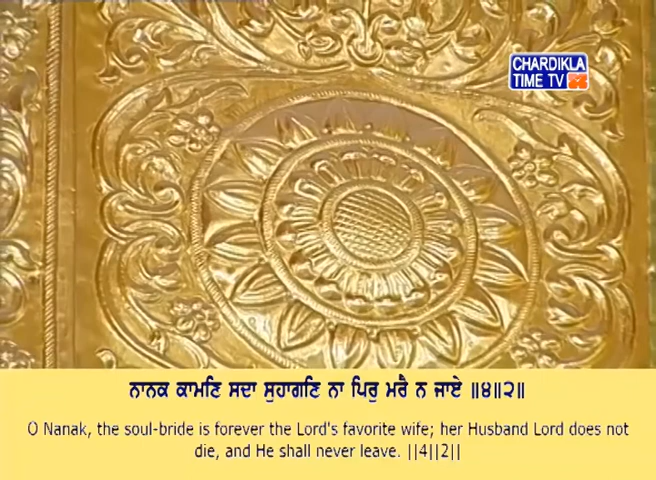 CHARDIKLA
TIME TV
ਨਾਨਕ ਕਾਮਣਿ ਸਦਾ ਸੁਹਾਗਣਿ ਨਾ ਪਿਰੁ ਮਰੈ ਨ ਜਾਏ ॥੪॥੨॥
O Nanak, the soul-bride is forever the Lord's favorite wife; her Husband Lord does not
die, and He shall never leave. ||4||2||